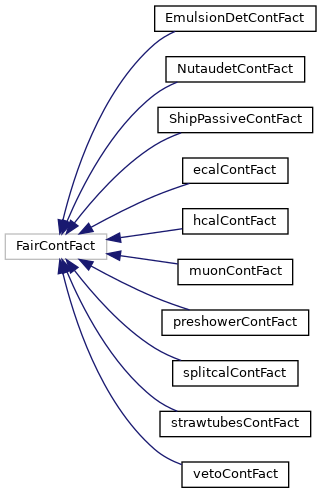 EmulsionDetContFact
NutaudetContFact
ShipPassiveContFact
ecalContFact
hcalContFact
FairContFact
muonContFact
preshowerContFact
splitcalContFact
strawtubesContFact
vetoContFact